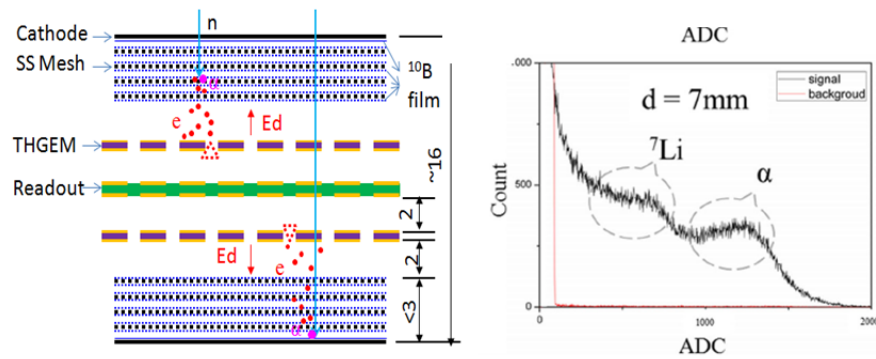 Cathode
SS Mesh
THGEM
Readout
n
α
e
Ed
10B
film
~16
2
2
<3
Ed
e
α
ADC
.000
500
0
Count
signal
backgroud
d = 7mm
7Li
α
0
1000
2000
ADC